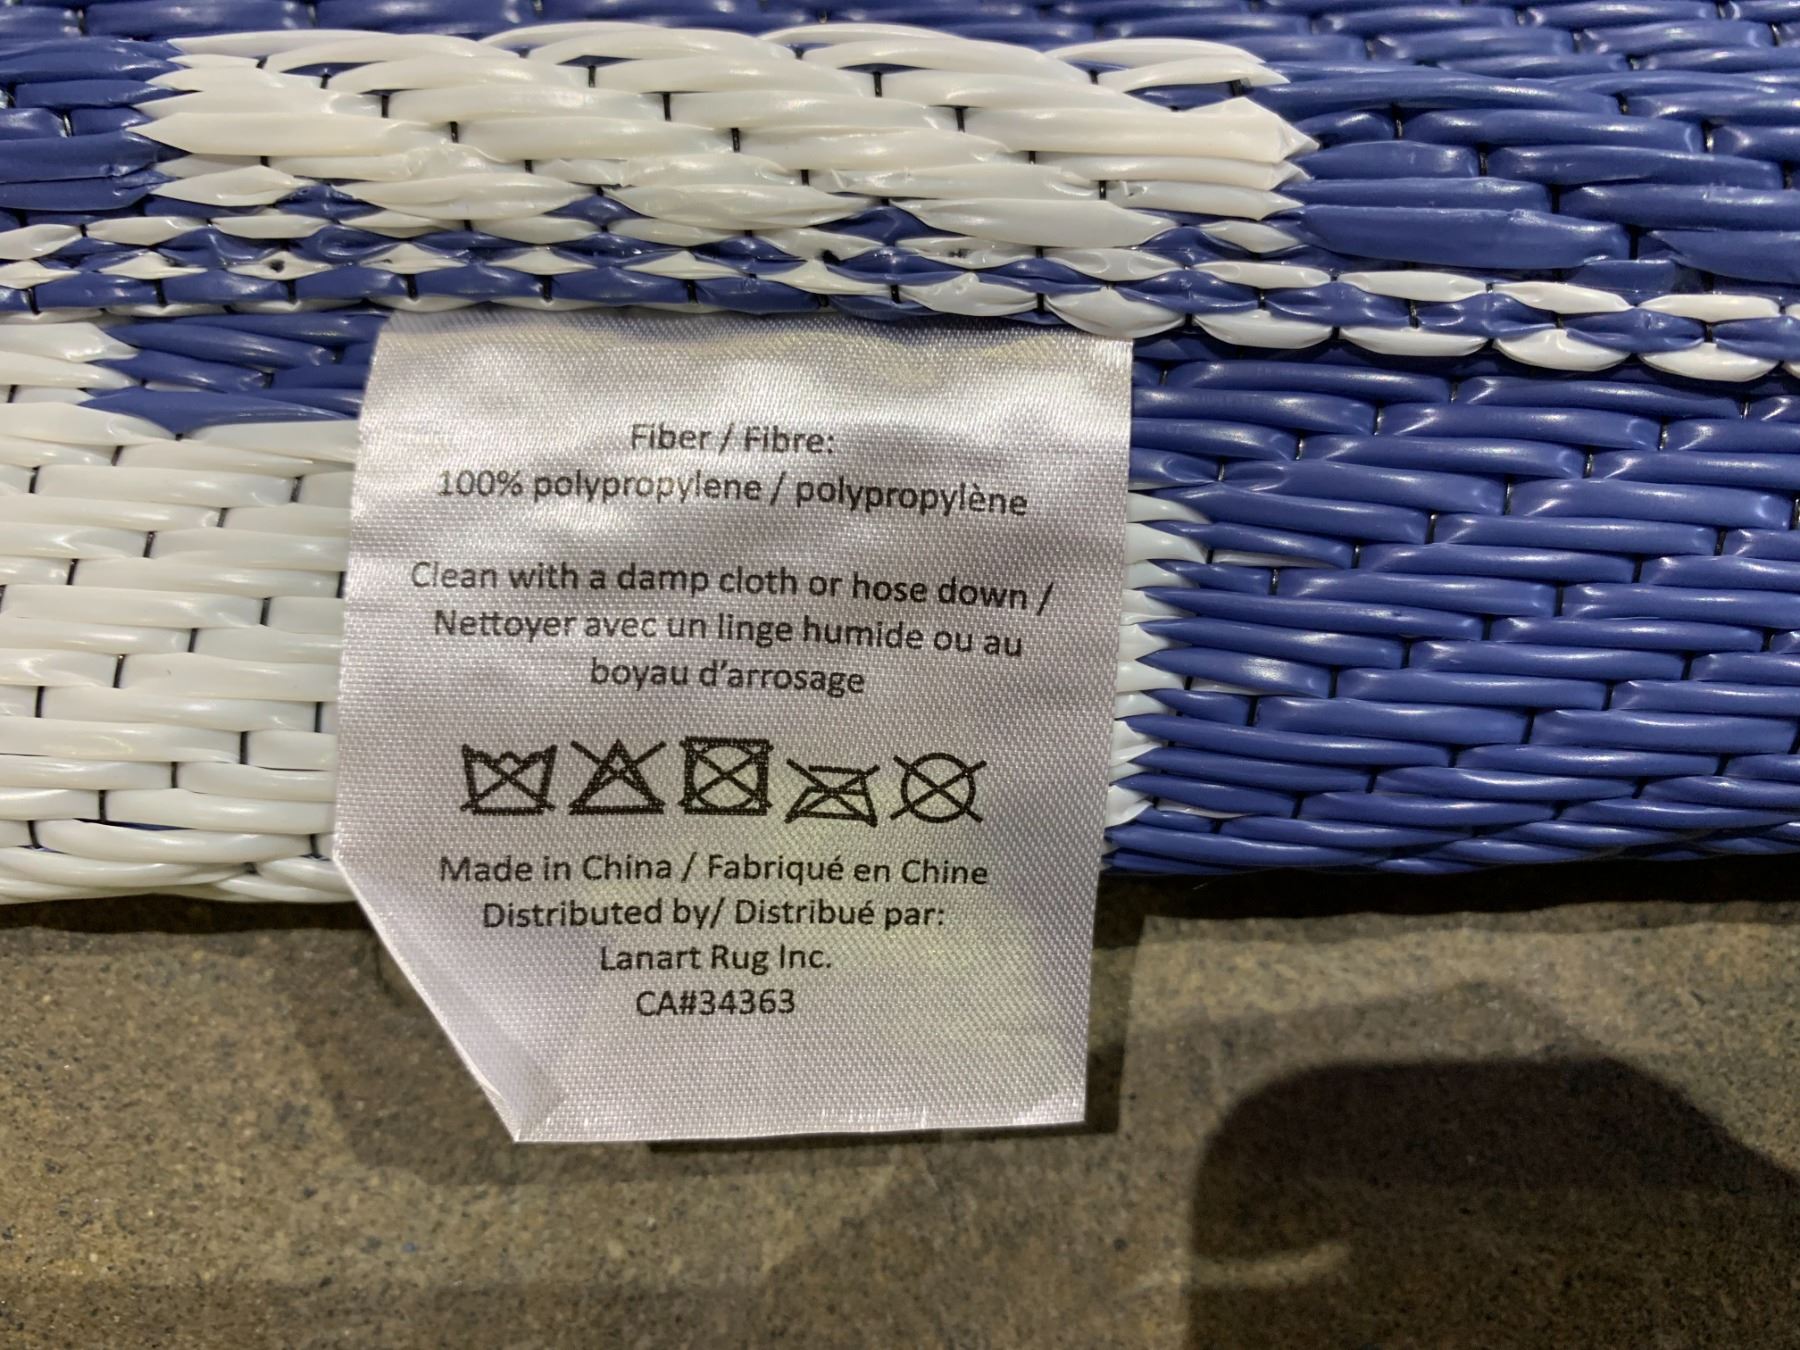 Fiber / Fibre:
100% polypropylene / polypropylène
Clean with a damp cloth or hose down /
Nettoyer avec un linge humide ou au
boyau d’arrosage
Made in China / Fabriqué en Chine
Distributed by/ Distribué par:
Lanart Rug Inc.
CA#34363